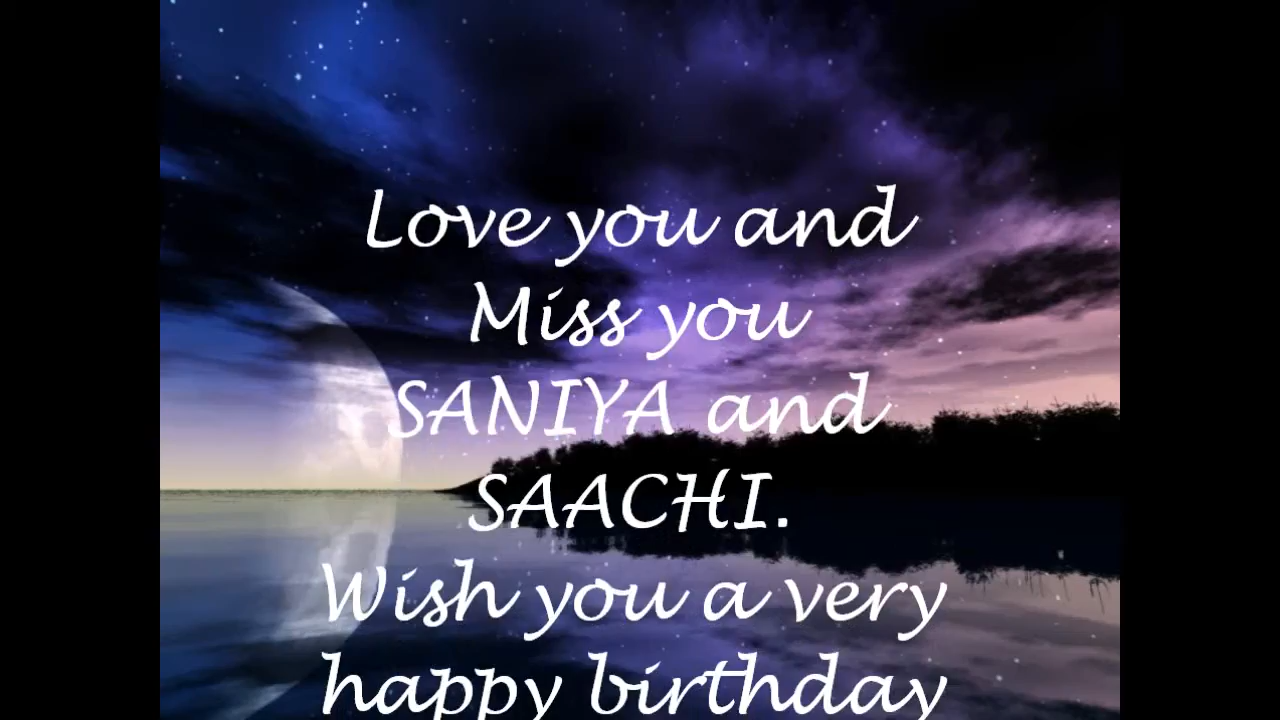 Love you and
Miss you
SANIYA and
SAACHI.
Wish you a very
happy birthday